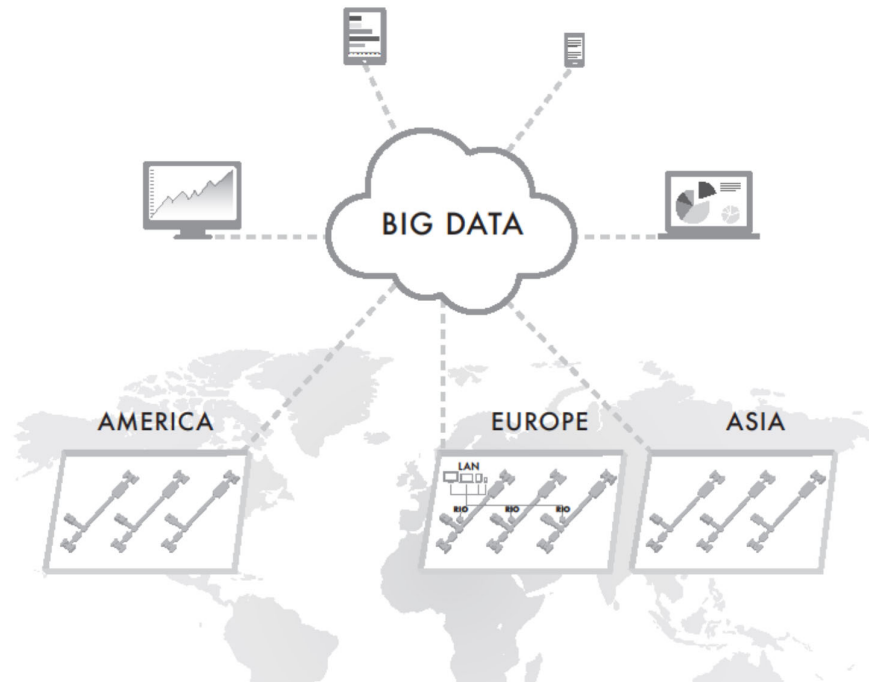 BIG DATA
AMERICA
EUROPE
ASIA
LAN
RIO RIO RIO